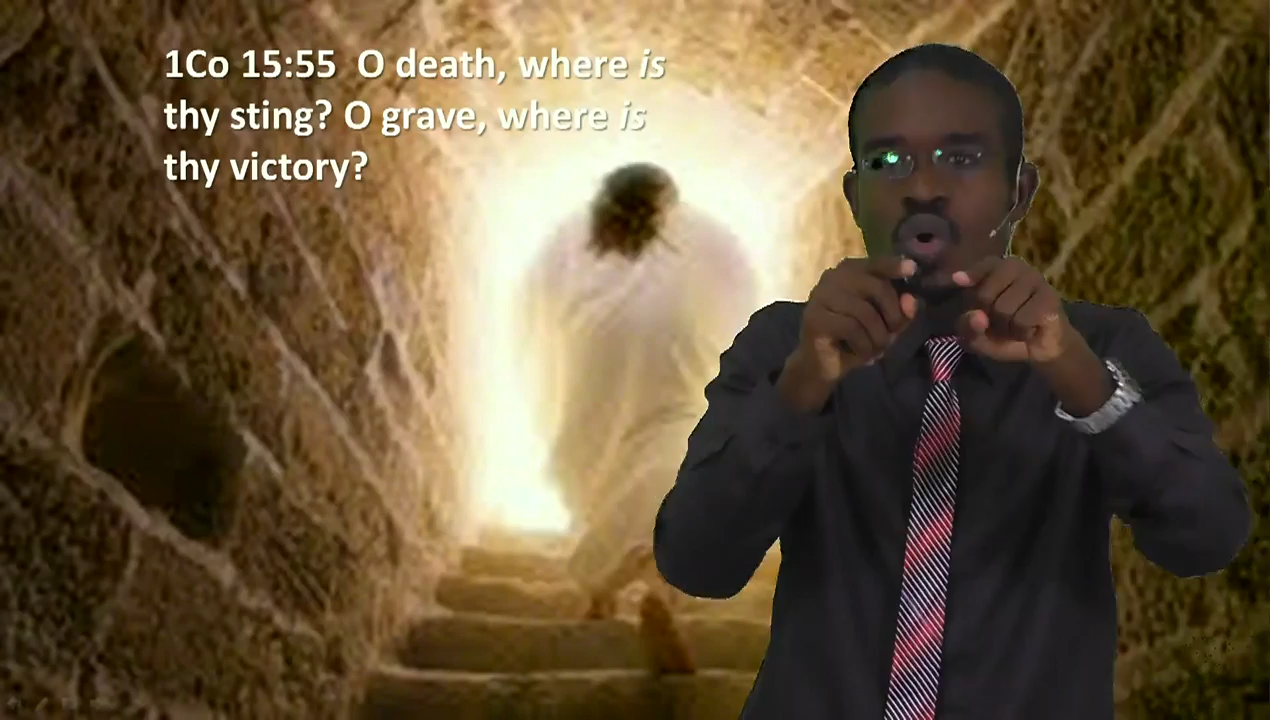 1Co 15:55  O death, where is
thy sting? O grave, where is
thy victory?